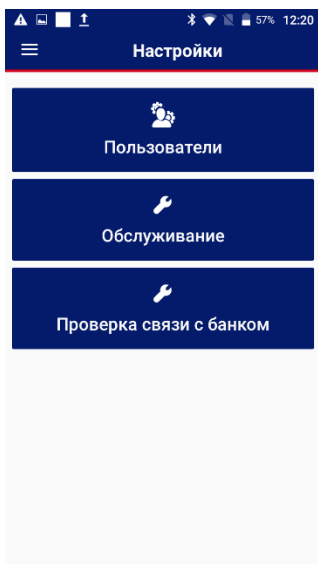 57% 12:20
Настройки
Пользователи
Обслуживание
Проверка связи с банком